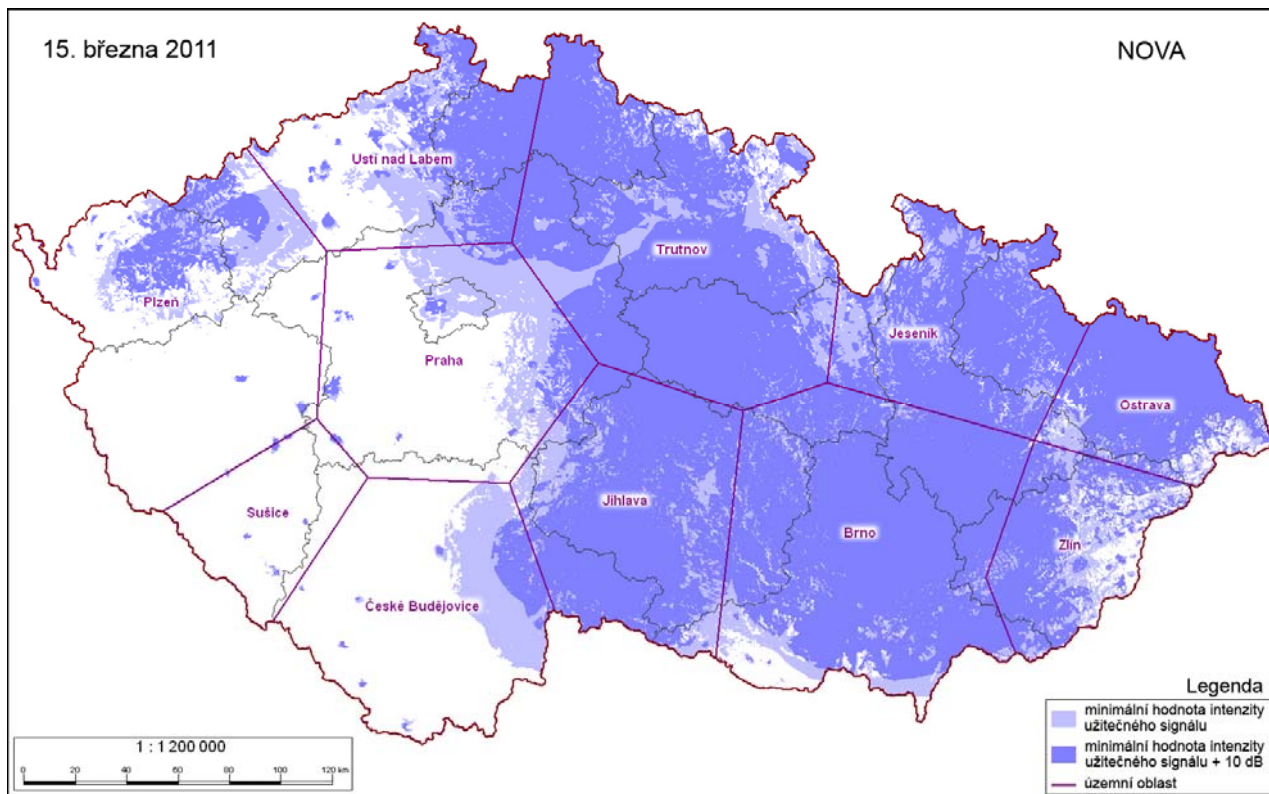 15. března 2011
NOVA
Ustí nad Labem
Trutnov
Plzeň
Jeseník
Praha
Ostrava
Sušice
Jihlava
Brno
Zlín
České Budějovice
Legenda
minimální hodnota intenzity
užitečného signálu
minimální hodnota intenzity
užitečného signálu + 10 dB
územní oblast
1 : 1 200 000
0 20 40 60 80 100 120 km